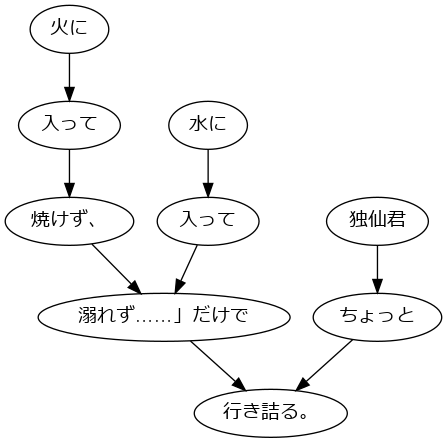 火に
入って
水に
焼けず、
入って
独仙君
溺れず……」だけで
ちょっと
行き詰る。